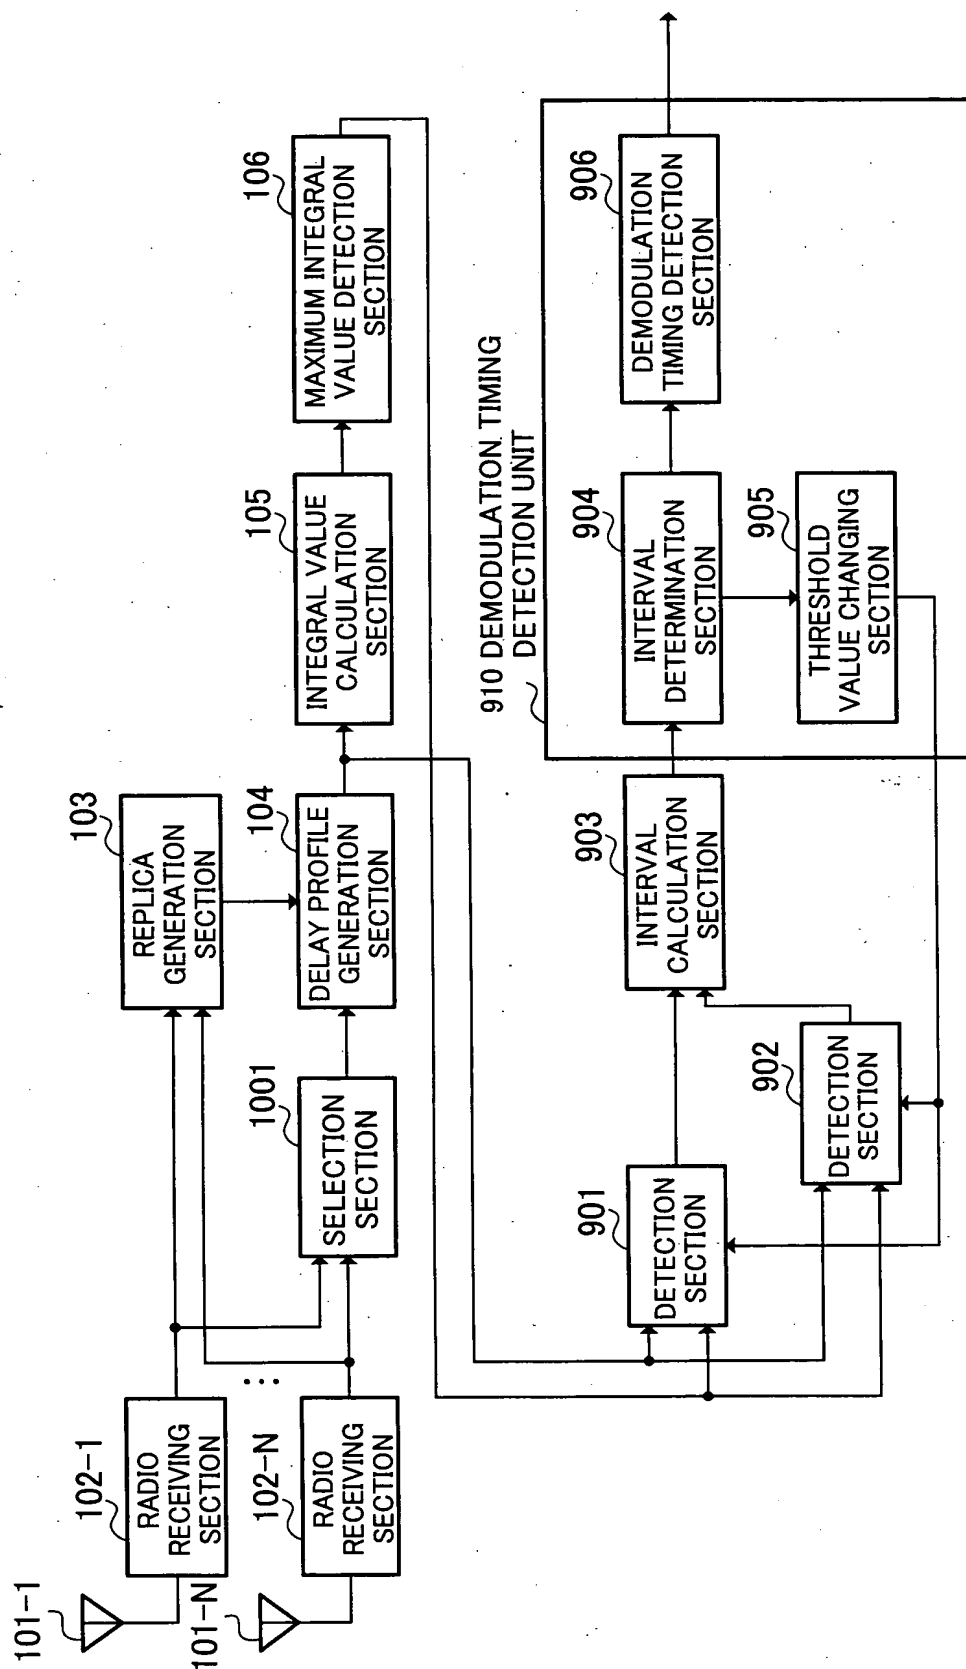 101-1
102-1
RADIO
RECEIVING
SECTION
101-N
102-N
RADIO
RECEIVING
SECTION
...
103
REPLICA
GENERATION
SECTION
1001
SELECTION
SECTION
104
DELAY PROFILE
GENERATION
SECTION
105
INTEGRAL VALUE
CALCULATION
SECTION
106
MAXIMUM INTEGRAL
VALUE DETECTION
SECTION
901
DETECTION
SECTION
902
DETECTION
SECTION
903
INTERVAL
CALCULATION
SECTION
910 DEMODULATION TIMING
DETECTION UNIT
904
INTERVAL
DETERMINATION
SECTION
905
THRESHOLD
VALUE CHANGING
SECTION
906
DEMODULATION
TIMING DETECTION
SECTION